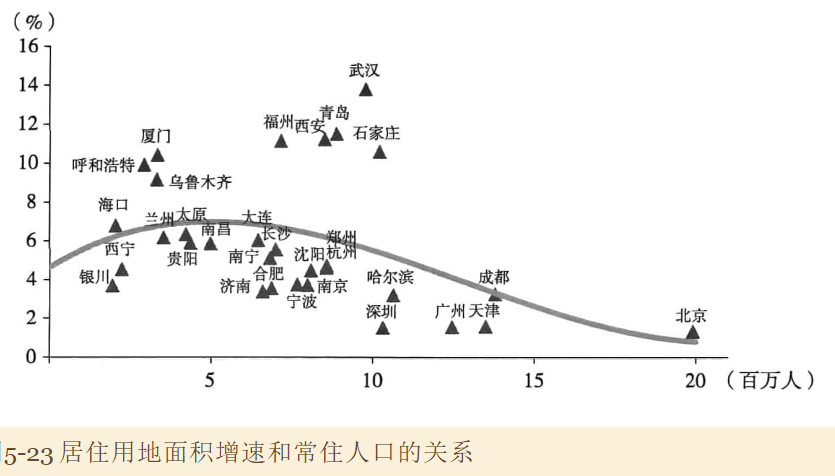 (%)
16
武汉
14
青岛
12
福州 西安 石家庄
厦门
10
呼和浩特
乌鲁木齐
8
海口 兰州 太原 大连
南昌 长沙 郑州
6
西宁 贵阳 南宁 沈阳 杭州
4
银川 济南 合肥 宁波 南京 哈尔滨 成都
2
深圳 广州 天津 北京
0
5 10 15 20 (百万人)
5-23 居住用地面积增速和常住人口的关系